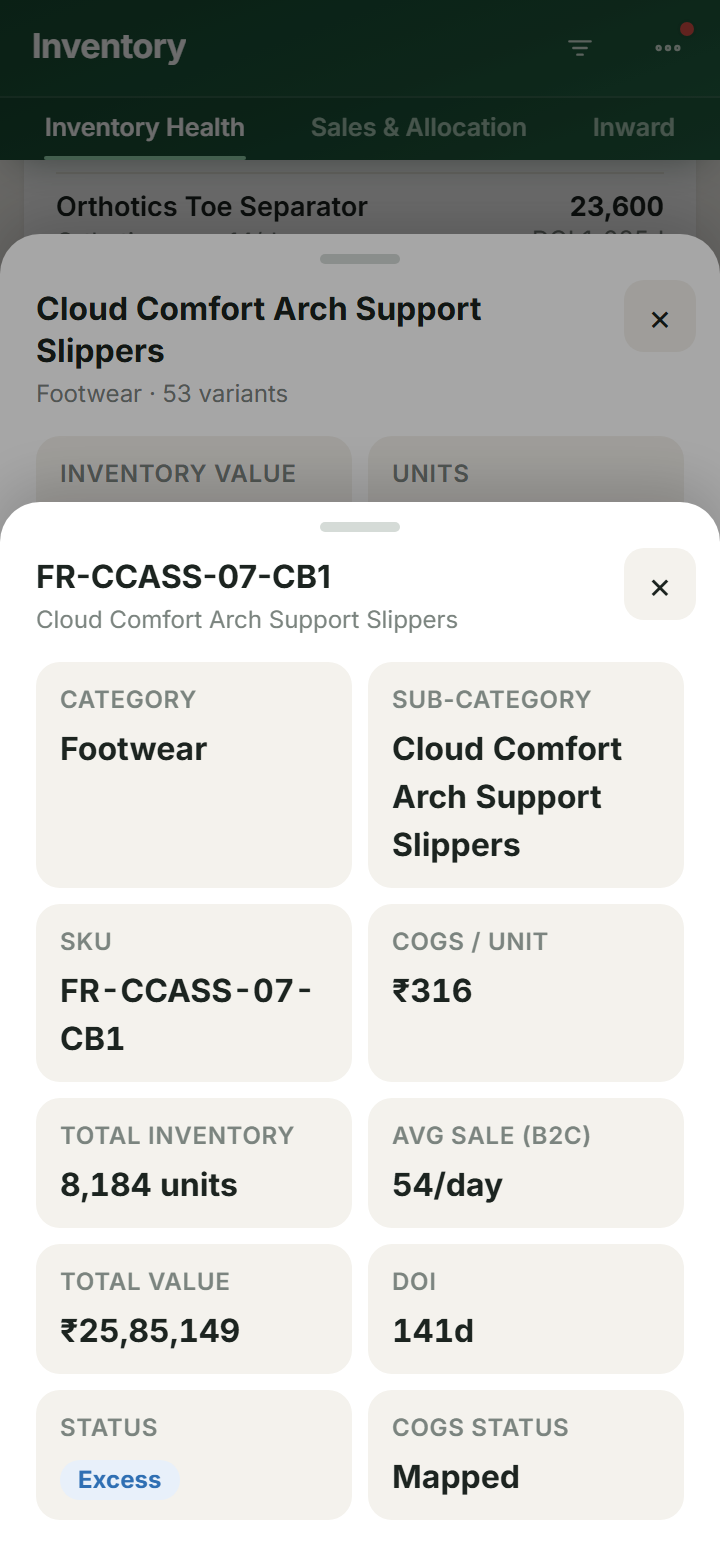 Inventory
Inventory Health
Sales & Allocation
Inward
Orthotics Toe Separator
23,600
Cloud Comfort Arch Support
Slippers
×
Footwear · 53 variants
INVENTORY VALUE
UNITS
FR-CCASS-07-CB1
×
Cloud Comfort Arch Support Slippers
CATEGORY
Footwear
SUB-CATEGORY
Cloud Comfort
Arch Support
Slippers
SKU
FR-CCASS-07-
CB1
COGS / UNIT
₹316
TOTAL INVENTORY
8,184 units
AVG SALE (B2C)
54/day
TOTAL VALUE
₹25,85,149
DOI
141d
STATUS
Excess
COGS STATUS
Mapped